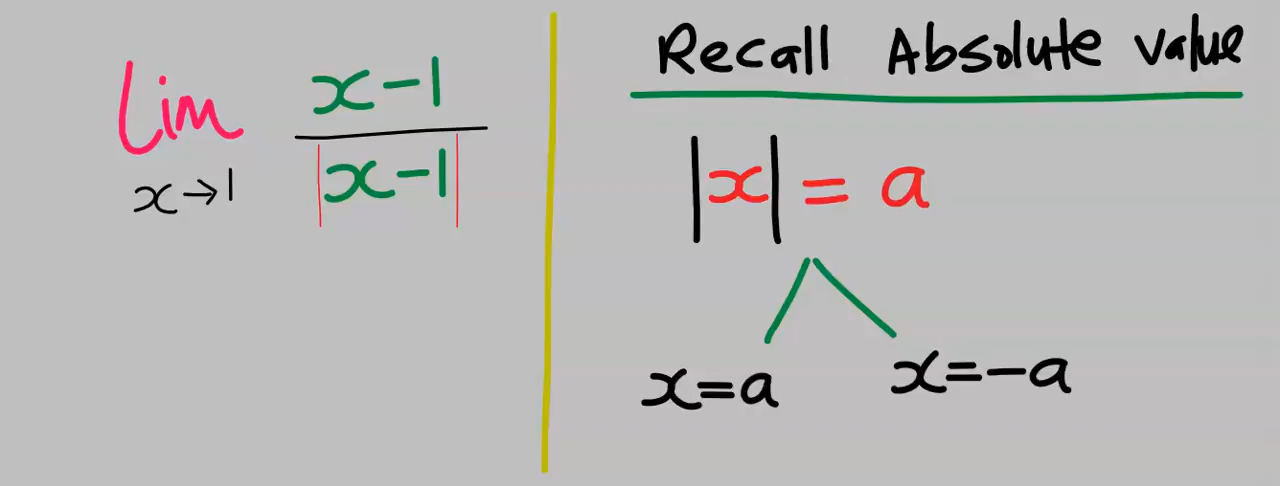 Lim x-1
x→1 |x-1|
Recall Absolute value
|x| = a
x=a x=-a